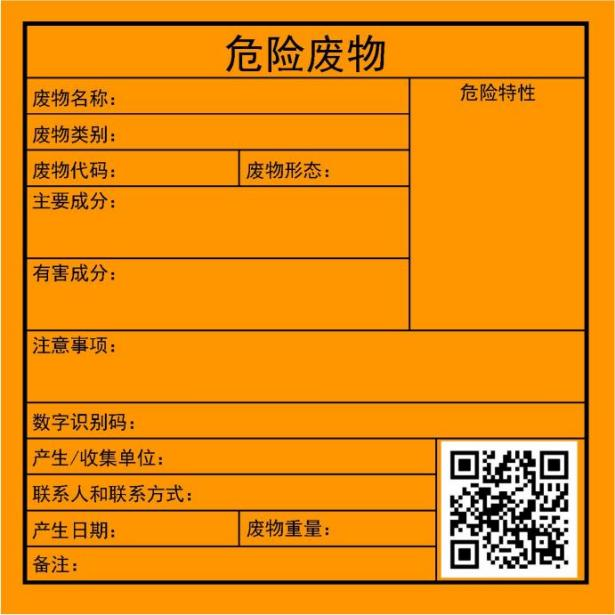 危险废物
废物名称：
危险特性
废物类别：
废物代码：
废物形态：
主要成分：
有害成分：
注意事项：
数字识别码：
产生/收集单位：
联系人和联系方式：
产生日期：
废物重量：
备注：